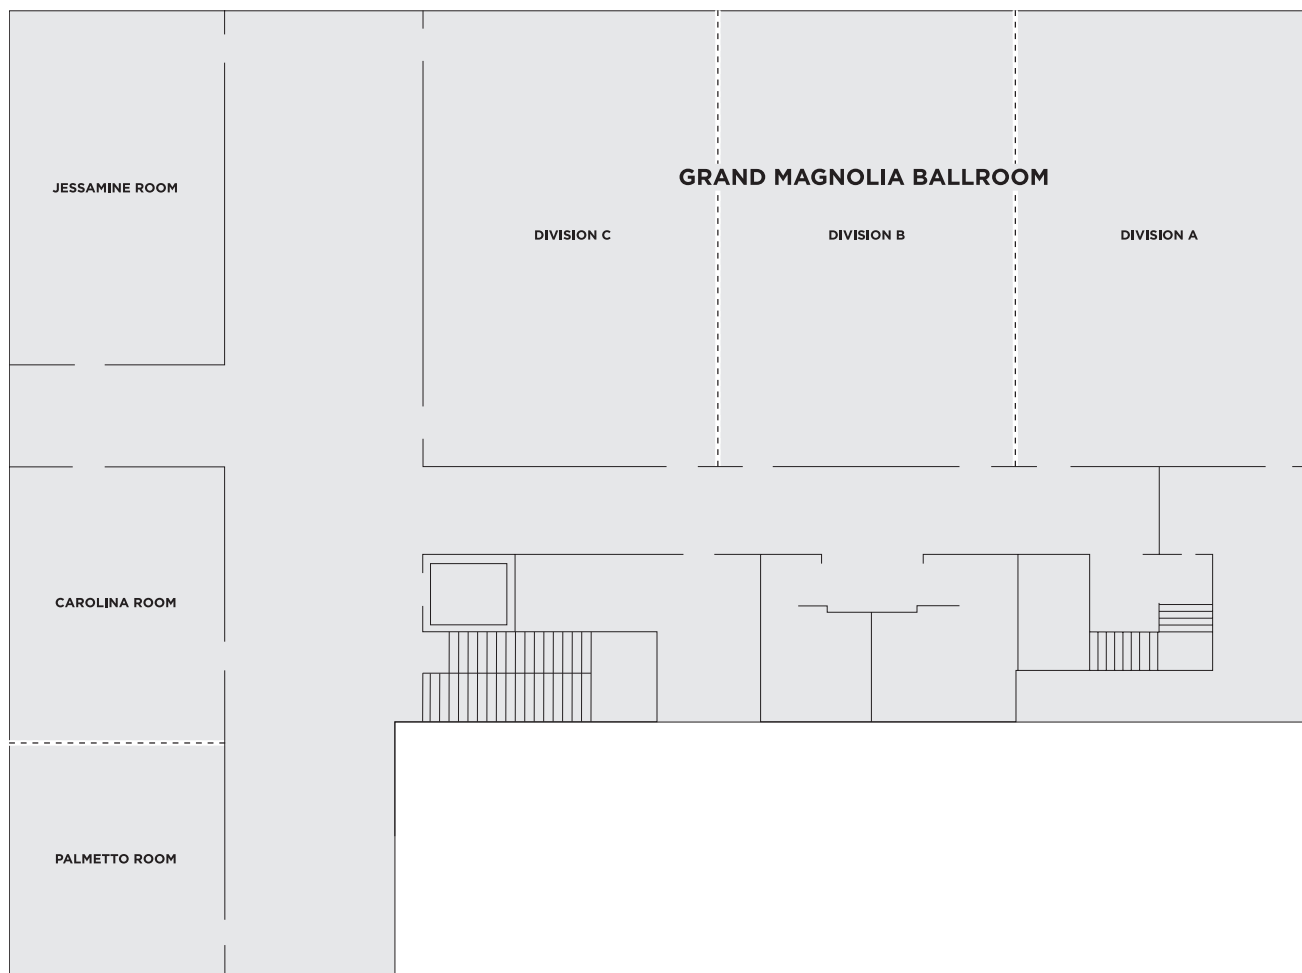 GRAND MAGNOLIA BALLROOM
JESSAMINE ROOM
DIVISION C
DIVISION B
DIVISION A
CAROLINA ROOM
PALMETTO ROOM